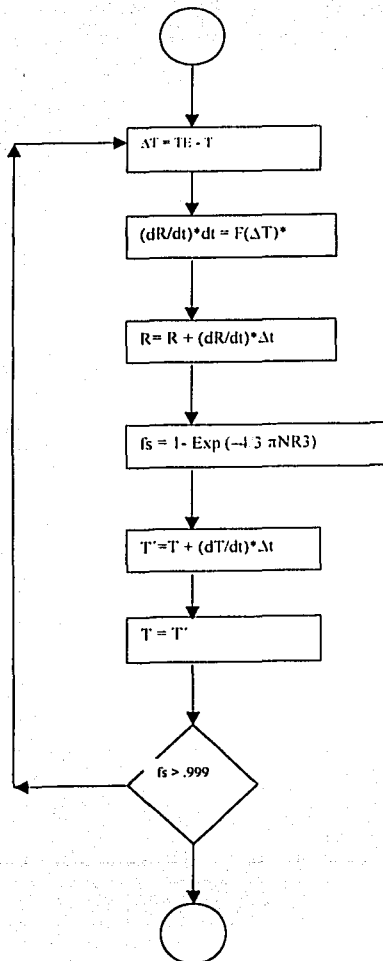 ΔT = TE - T
(dR/dt)*dt = F(ΔT)*
R= R + (dR/dt)*Δt
fs = 1- Exp (–4/3 πNR3)
T´=T + (dT/dt)*Δt
T = T´
fs > .999